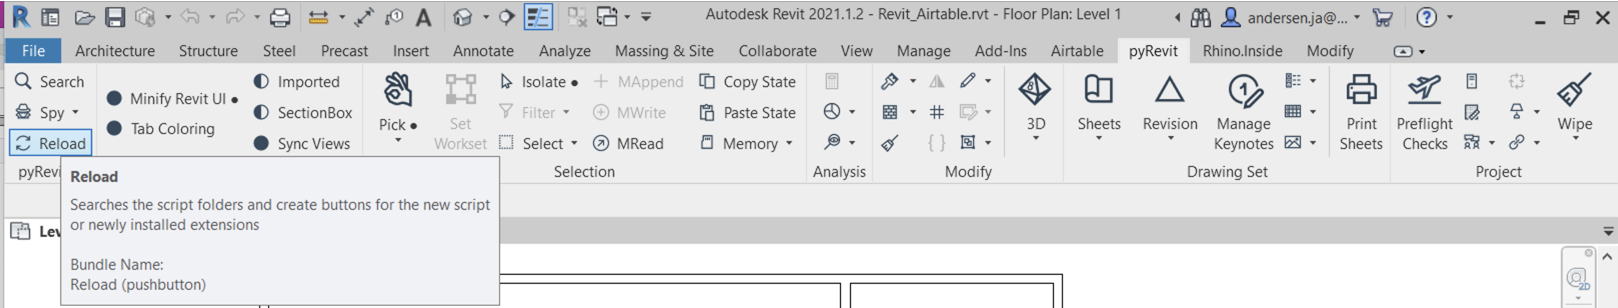 R
A
Autodesk Revit 2021.1.2 - Revit_Airtable.rvt - Floor Plan: Level 1
andersen.ja@...
?
File Architecture Structure Steel Precast Insert Annotate Analyze Massing & Site Collaborate View Manage Add-Ins Airtable pyRevit Rhino.Inside Modify
Search
Spy
Reload
Minify Revit UI
Tab Coloring
Imported
SectionBox
Sync Views
Pick
Set
Workset
Isolate
Filter
Select
MAppend
MWrite
MRead
Copy State
Paste State
Memory
3D
Sheets
Revision
1
Manage
Keynotes
Print
Sheets
Preflight
Checks
Wipe
pyRevi
Selection
Analysis
Modify
Drawing Set
Project
Reload
Searches the script folders and create buttons for the new script
or newly installed extensions
Bundle Name:
Reload (pushbutton)
Lev
2D